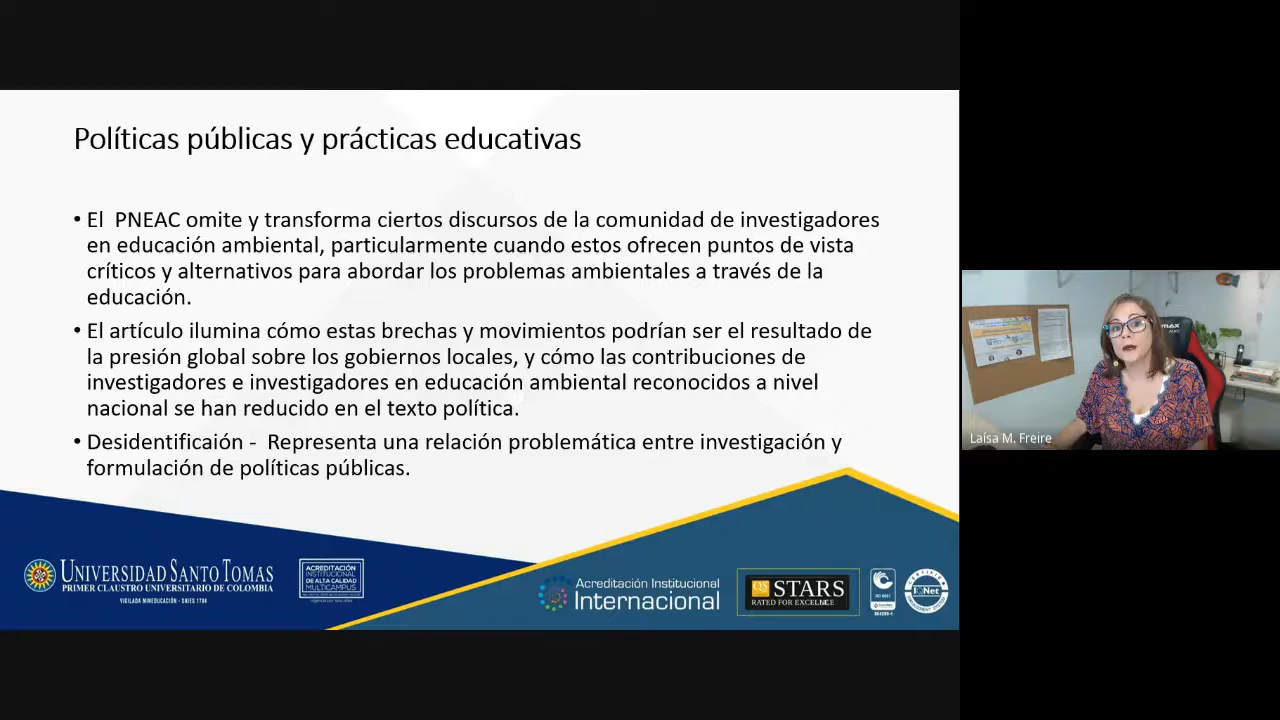 Políticas públicas y prácticas educativas
• El PNEAC omite y transforma ciertos discursos de la comunidad de investigadores
en educación ambiental, particularmente cuando estos ofrecen puntos de vista
críticos y alternativos para abordar los problemas ambientales a través de la
educación.
• El artículo ilumina cómo estas brechas y movimientos podrían ser el resultado de
la presión global sobre los gobiernos locales, y cómo las contribuciones de
investigadores e investigadores en educación ambiental reconocidos a nivel
nacional se han reducido en el texto política.
• Desidentificaión - Representa una relación problemática entre investigación y
formulación de políticas públicas.
Laísa M. Freire
UNIVERSIDAD SANTO TOMAS
PRIMER CLAUSTRO UNIVERSITARIO DE COLOMBIA
VIGILADA MINEDUCACIÓN - SNIES 1704
ACREDITACIÓN
INSTITUCIONAL
DE ALTA CALIDAD
MULTICAMPUS
Acreditación Institucional
Internacional
QS STARS
RATED FOR EXCELLENCE
ISO 9001
CERTIFIED
IQNet